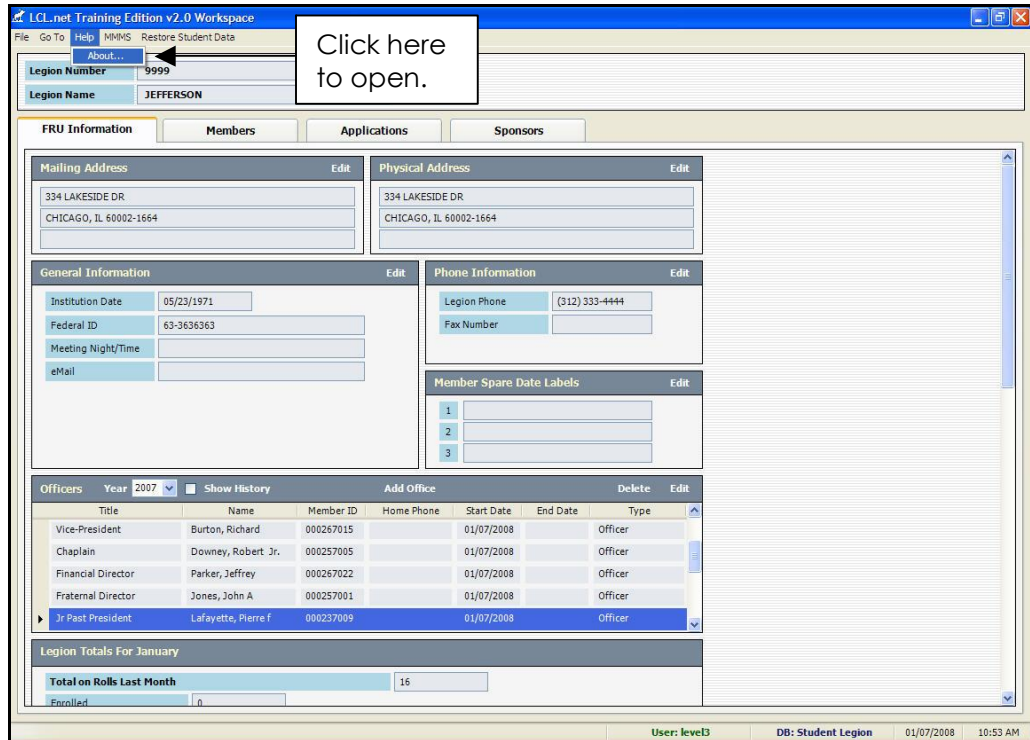 LCL.net Training Edition v2.0 Workspace
File Go To Help MMMS Restore Student Data
About...
Click here
to open.
Legion Number 9999
Legion Name JEFFERSON
FRU Information Members Applications Sponsors
Mailing Address Edit Physical Address Edit
334 LAKESIDE DR 334 LAKESIDE DR
CHICAGO, IL 60002-1664 CHICAGO, IL 60002-1664
General Information Edit Phone Information Edit
Institution Date 05/23/1971 Legion Phone (312) 333-4444
Federal ID 63-3636363 Fax Number
Meeting Night/Time
eMail
Member Spare Date Labels Edit
1
2
3
Officers Year 2007 Show History Add Office Delete Edit
Title Name Member ID Home Phone Start Date End Date Type
Vice-President Burton, Richard 000267015 01/07/2008 Officer
Chaplain Downey, Robert Jr. 000257005 01/07/2008 Officer
Financial Director Parker, Jeffrey 000267022 01/07/2008 Officer
Fraternal Director Jones, John A 000257001 01/07/2008 Officer
Jr Past President Lafayette, Pierre f 000237009 01/07/2008 Officer
Legion Totals For January
Total on Rolls Last Month 16
Enrolled 0
User: level3 DB: Student Legion 01/07/2008 10:53 AM